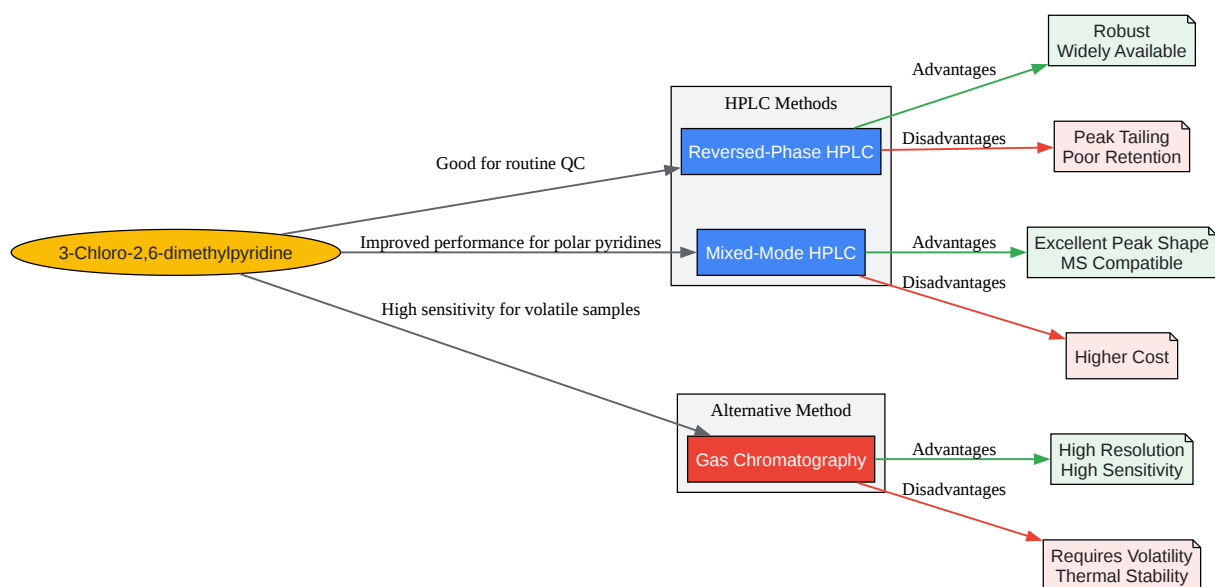 Robust
Widely Available
Advantages
HPLC Methods
Disadvantages
Peak Tailing
Poor Retention
Reversed-Phase HPLC
Good for routine QC
3-Chloro-2,6-dimethylpyridine
Improved performance for polar pyridines
Mixed-Mode HPLC
Advantages
Excellent Peak Shape
MS Compatible
Disadvantages
Higher Cost
High sensitivity for volatile samples
Alternative Method
Gas Chromatography
Advantages
High Resolution
High Sensitivity
Disadvantages
Requires Volatility
Thermal Stability